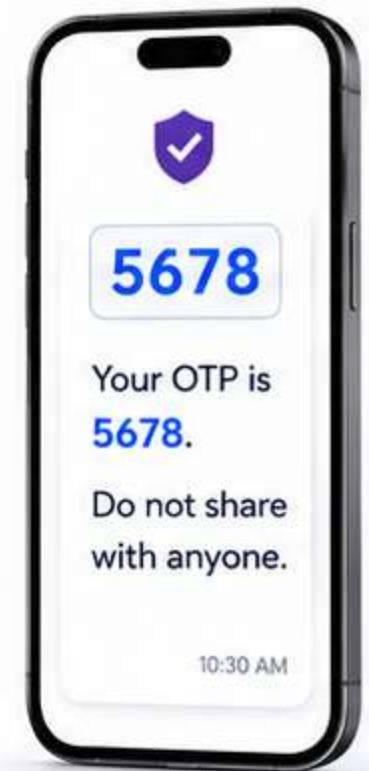 5678
Your OTP is
5678.
Do not share
with anyone.
10:30 AM